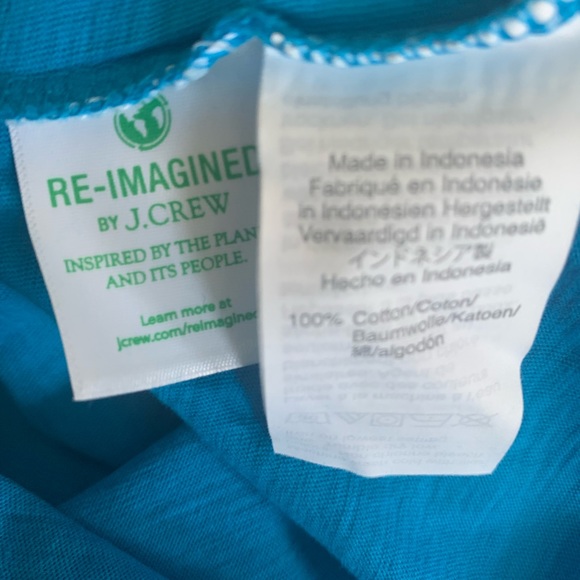 RE-IMAGINED
BY J.CREW
INSPIRED BY THE PLAN
AND ITS PEOPLE.
Learn more at
jcrew.com/reimagine
Made in Indonesia
Fabriqué en Indonésie
in Indonesien Hergestellt
Vervaardigd in Indonesië
インドネシア製
Hecho en Indonesia
100% Cotton/Coton/
Baumwolle/Katoen/
綿/algodón